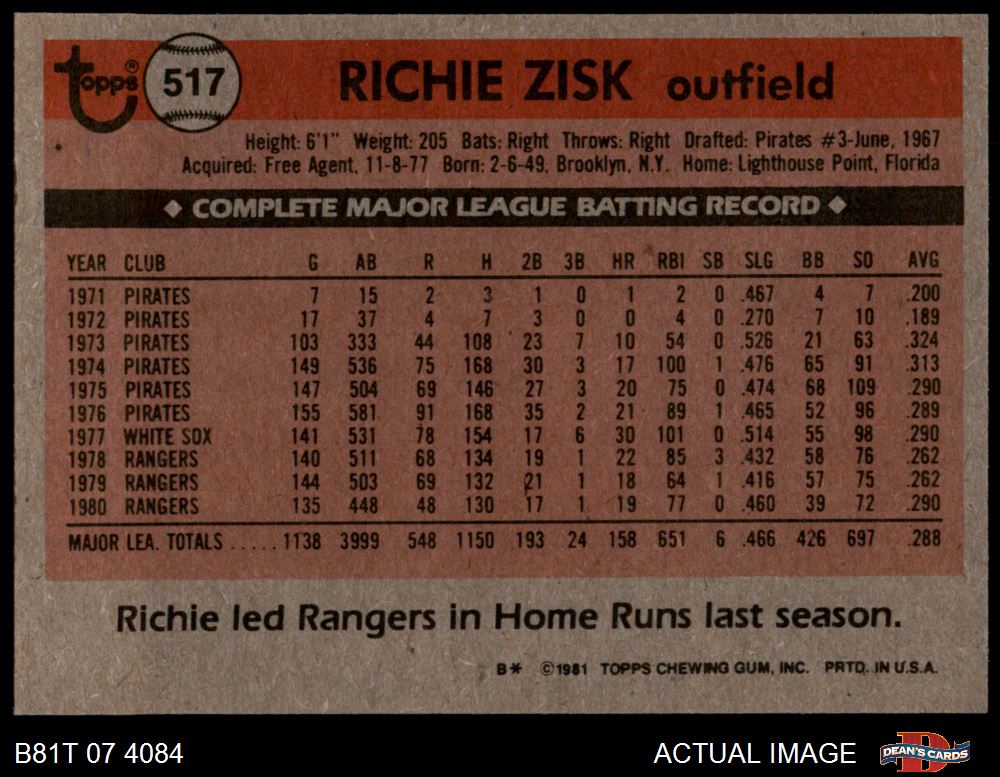 Topps® 517 RICHIE ZISK outfield
Height: 6'1" Weight: 205 Bats: Right Throws: Right Drafted: Pirates #3-June, 1967
Acquired: Free Agent, 11-8-77 Born: 2-6-49, Brooklyn, N.Y. Home: Lighthouse Point, Florida
◆ COMPLETE MAJOR LEAGUE BATTING RECORD ◆
YEAR CLUB G AB R H 2B 3B HR RBI SB SLG BB SO AVG
1971 PIRATES 7 15 2 3 1 0 1 2 0 .467 4 7 .200
1972 PIRATES 17 37 4 7 3 0 0 4 0 .270 7 10 .189
1973 PIRATES 103 333 44 108 23 7 10 54 0 .526 21 63 .324
1974 PIRATES 149 536 75 168 30 3 17 100 1 .476 65 91 .313
1975 PIRATES 147 504 69 146 27 3 20 75 0 .474 68 109 .290
1976 PIRATES 155 581 91 168 35 2 21 89 1 .465 52 96 .289
1977 WHITE SOX 141 531 78 154 17 6 30 101 0 .514 55 98 .290
1978 RANGERS 140 511 68 134 19 1 22 85 3 .432 58 76 .262
1979 RANGERS 144 503 69 132 21 1 18 64 1 .416 57 75 .262
1980 RANGERS 135 448 48 130 17 1 19 77 0 .460 39 72 .290
MAJOR LEA. TOTALS ..... 1138 3999 548 1150 193 24 158 651 6 .466 426 697 .288
Richie led Rangers in Home Runs last season.
B* ©1981 TOPPS CHEWING GUM, INC. PRTD. IN U.S.A.
B81T 07 4084 ACTUAL IMAGE DEAN'S CARDS